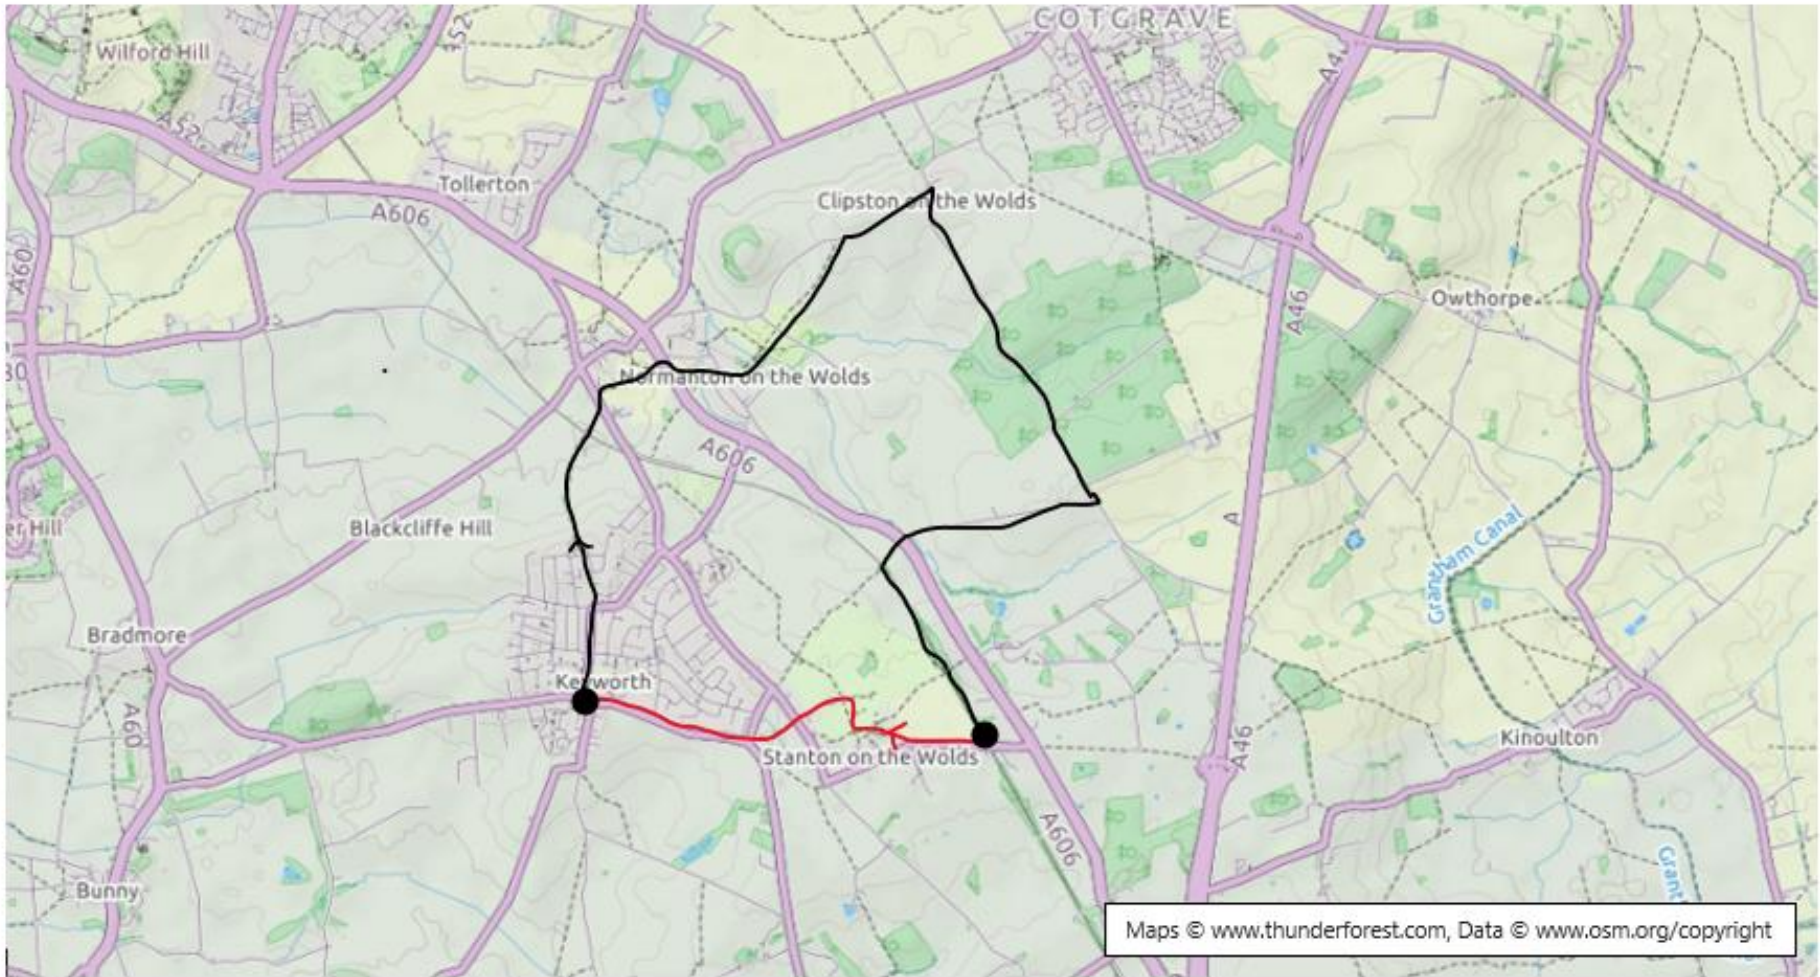 COTGRAVE
Wilford Hill
A52
A52
A46
Tollerton
Clipston on the Wolds
A606
A60
Owthorpe
A46
Normanton on the Wolds
A606
Blackcliffe Hill
er Hill
A
Grantham Canal
Bradmore
Keyworth
A60
Stanton on the Wolds
A46
Kinoulton
A606
Bunny
Grant
Maps © www.thunderforest.com, Data © www.osm.org/copyright